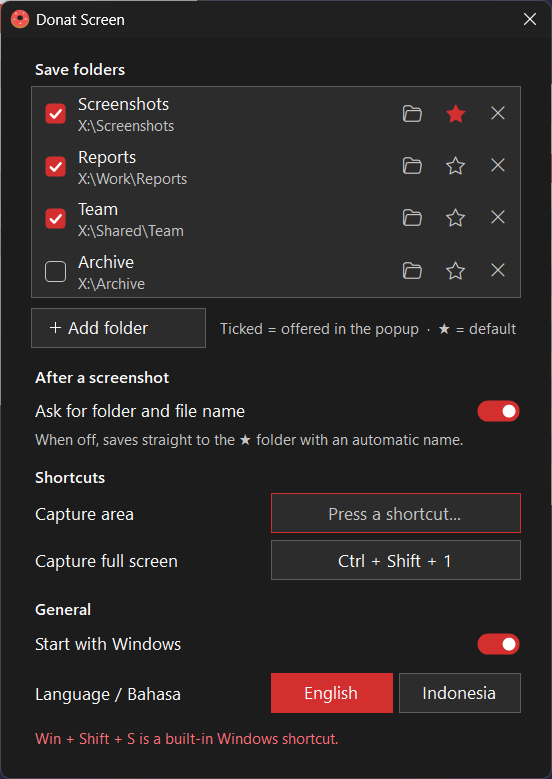 Donat Screen
Save folders
Screenshots
X:\Screenshots
Reports
X:\Work\Reports
Team
X:\Shared\Team
Archive
X:\Archive
+ Add folder
Ticked = offered in the popup · ★ = default
After a screenshot
Ask for folder and file name
When off, saves straight to the ★ folder with an automatic name.
Shortcuts
Capture area
Press a shortcut...
Capture full screen
Ctrl + Shift + 1
General
Start with Windows
Language / Bahasa
English
Indonesia
Win + Shift + S is a built-in Windows shortcut.